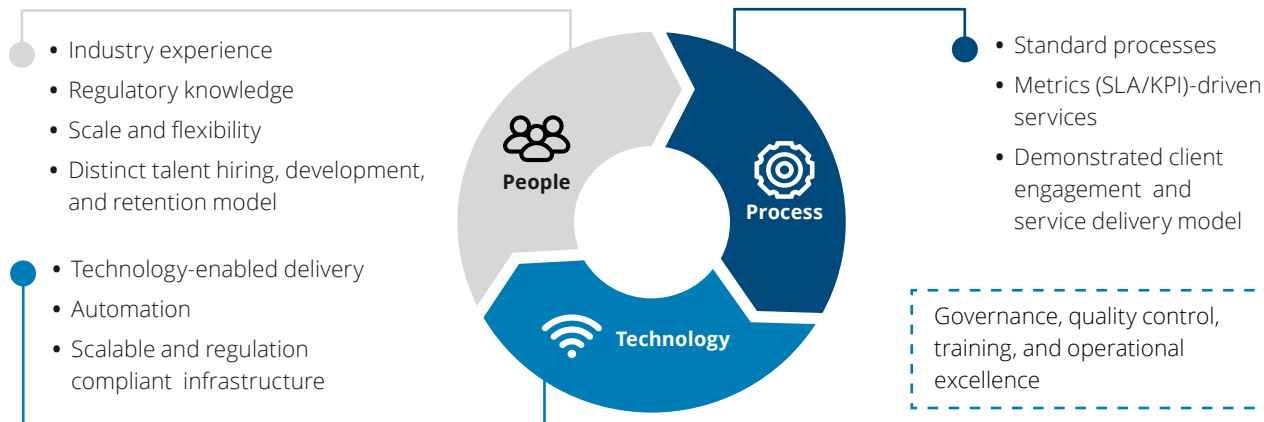 • Industry experience
• Regulatory knowledge
• Scale and flexibility
• Distinct talent hiring, development,
and retention model
• Technology-enabled delivery
• Automation
• Scalable and regulation
compliant infrastructure
People
Process
Technology
• Standard processes
• Metrics (SLA/KPI)-driven
services
• Demonstrated client
engagement and
service delivery model
Governance, quality control,
training, and operational
excellence